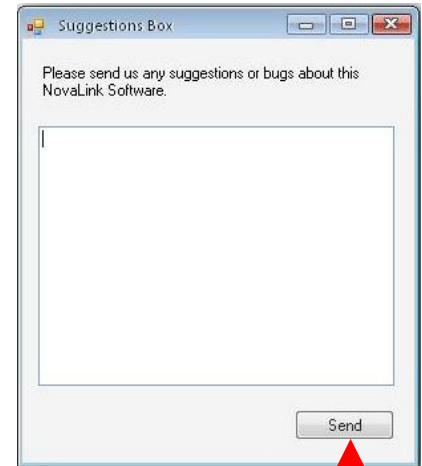 Suggestions Box
Please send us any suggestions or bugs about this
NovaLink Software.
Send